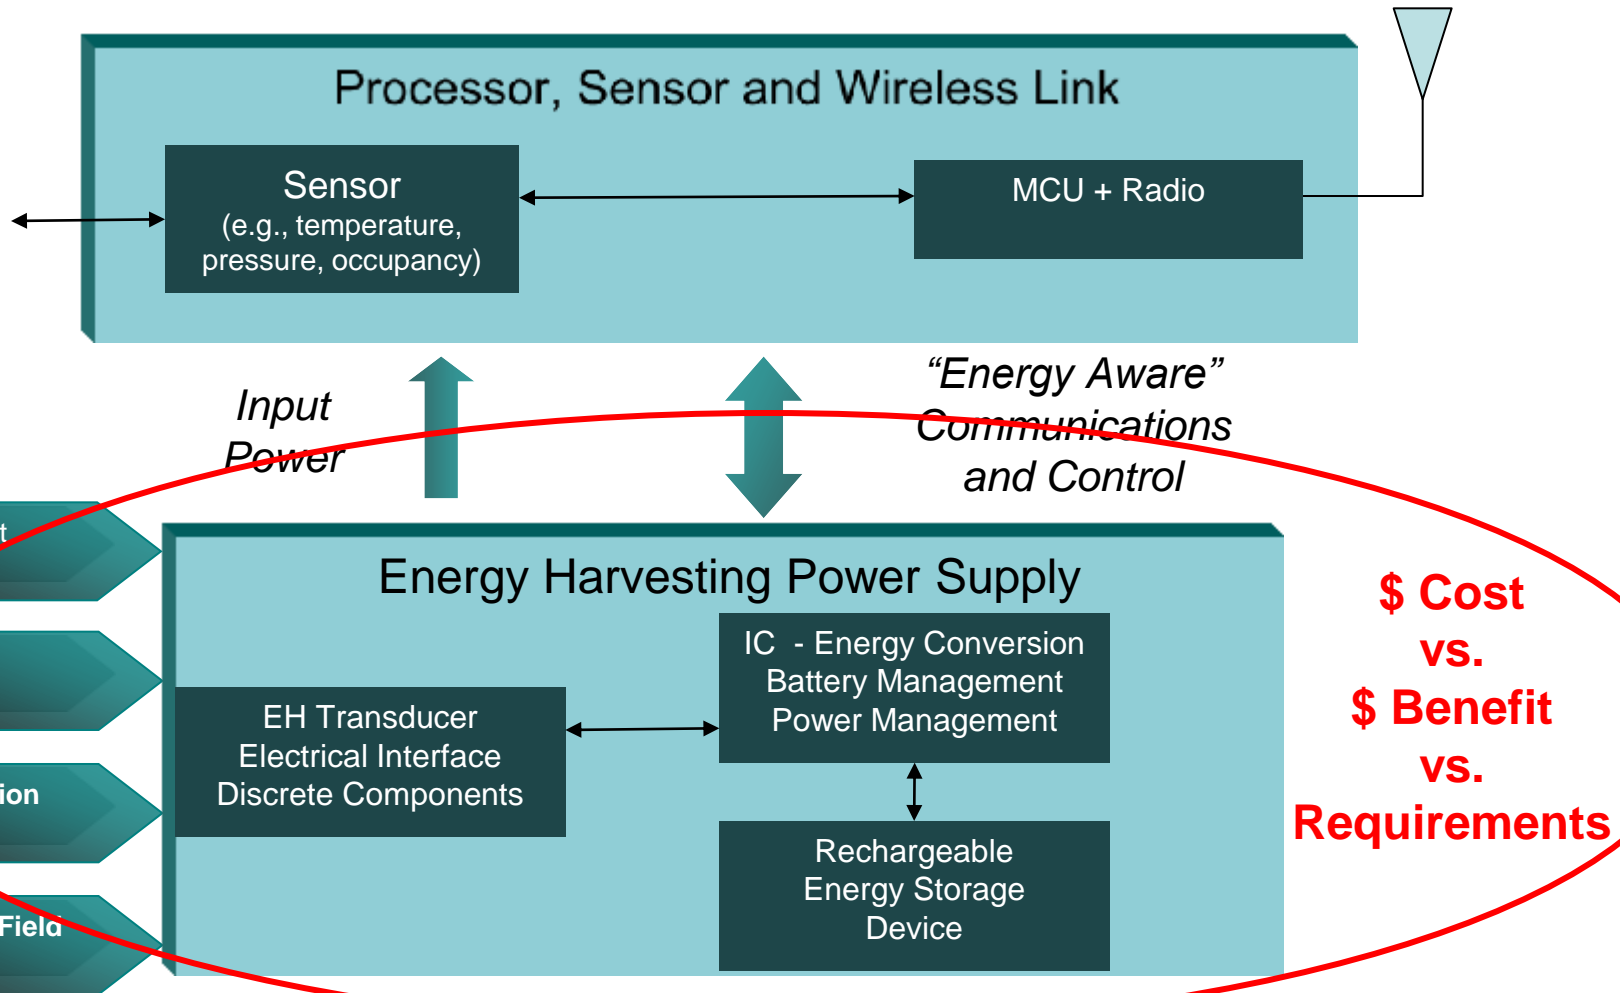 Processor, Sensor and Wireless Link
Sensor
(e.g., temperature,
pressure, occupancy)
MCU + Radio
Input
Power
“Energy Aware”
Communications
and Control
Energy Harvesting Power Supply
IC - Energy Conversion
Battery Management
Power Management
EH Transducer
Electrical Interface
Discrete Components
Rechargeable
Energy Storage
Device
t
ion
Field
$ Cost
vs.
$ Benefit
vs.
Requirements